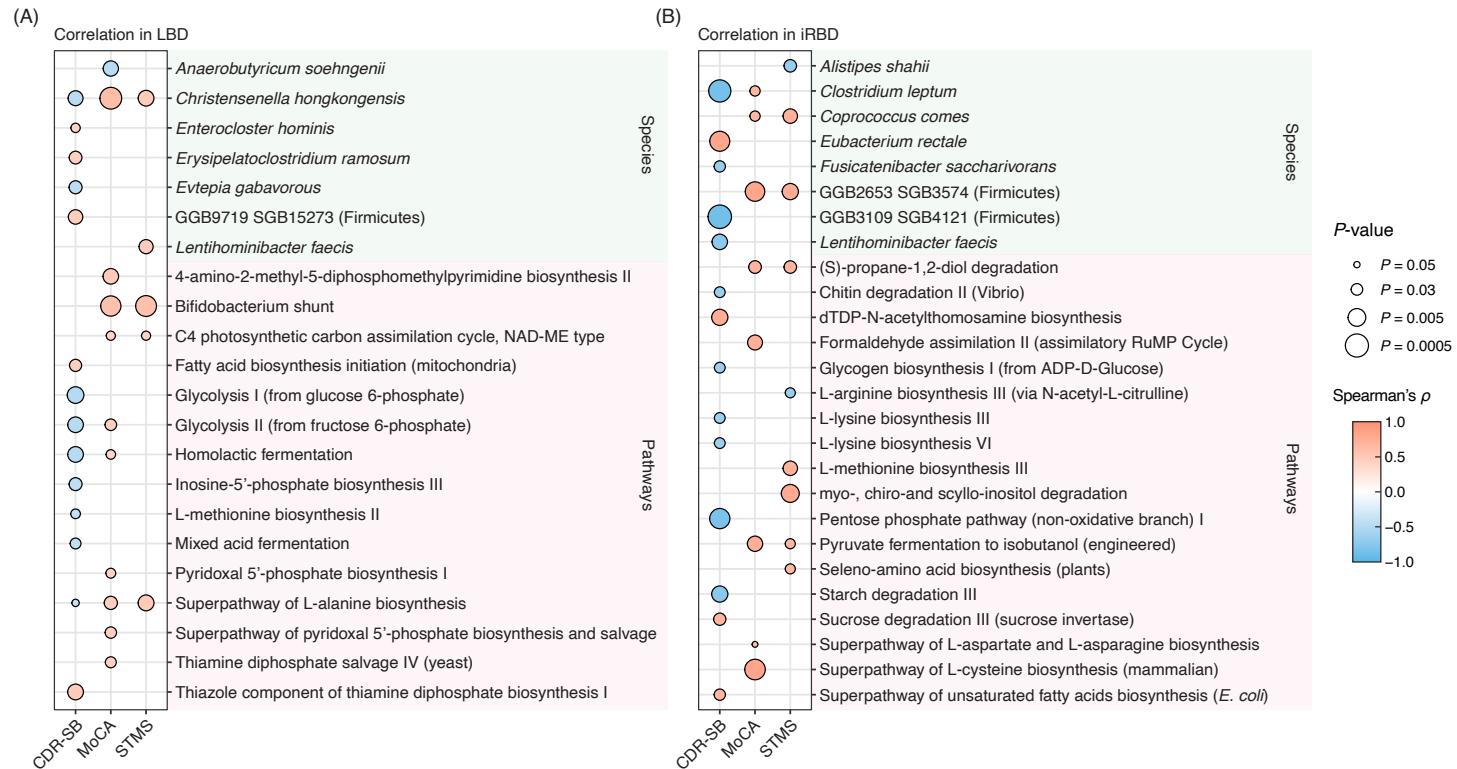 (A)
Correlation in LBD
Anaerobutyricum soehngenii
Christensenella hongkongensis
Enterocloster hominis
Erysipelatoclostridium ramosum
Evtepia gabavorous
GGB9719 SGB15273 (Firmicutes)
Lentihominibacter faecis
Species
4-amino-2-methyl-5-diphosphomethylpyrimidine biosynthesis II
Bifidobacterium shunt
C4 photosynthetic carbon assimilation cycle, NAD-ME type
Fatty acid biosynthesis initiation (mitochondria)
Glycolysis I (from glucose 6-phosphate)
Glycolysis II (from fructose 6-phosphate)
Homolactic fermentation
Inosine-5’-phosphate biosynthesis III
L-methionine biosynthesis II
Mixed acid fermentation
Pyridoxal 5’-phosphate biosynthesis I
Superpathway of L-alanine biosynthesis
Superpathway of pyridoxal 5’-phosphate biosynthesis and salvage
Thiamine diphosphate salvage IV (yeast)
Thiazole component of thiamine diphosphate biosynthesis I
Pathways
CDR-SB
MoCA
STMS
(B)
Correlation in iRBD
Alistipes shahii
Clostridium leptum
Coprococcus comes
Eubacterium rectale
Fusicatenibacter saccharivorans
GGB2653 SGB3574 (Firmicutes)
GGB3109 SGB4121 (Firmicutes)
Lentihominibacter faecis
Species
(S)-propane-1,2-diol degradation
Chitin degradation II (Vibrio)
dTDP-N-acetylthomosamine biosynthesis
Formaldehyde assimilation II (assimilatory RuMP Cycle)
Glycogen biosynthesis I (from ADP-D-Glucose)
L-arginine biosynthesis III (via N-acetyl-L-citrulline)
L-lysine biosynthesis III
L-lysine biosynthesis VI
L-methionine biosynthesis III
myo-, chiro-and scyllo-inositol degradation
Pentose phosphate pathway (non-oxidative branch) I
Pyruvate fermentation to isobutanol (engineered)
Seleno-amino acid biosynthesis (plants)
Starch degradation III
Sucrose degradation III (sucrose invertase)
Superpathway of L-aspartate and L-asparagine biosynthesis
Superpathway of L-cysteine biosynthesis (mammalian)
Superpathway of unsaturated fatty acids biosynthesis (E. coli)
Pathways
CDR-SB
MoCA
STMS
P-value
P = 0.05
P = 0.03
P = 0.005
P = 0.0005
Spearman’s ρ
1.0
0.5
0.0
−0.5
−1.0